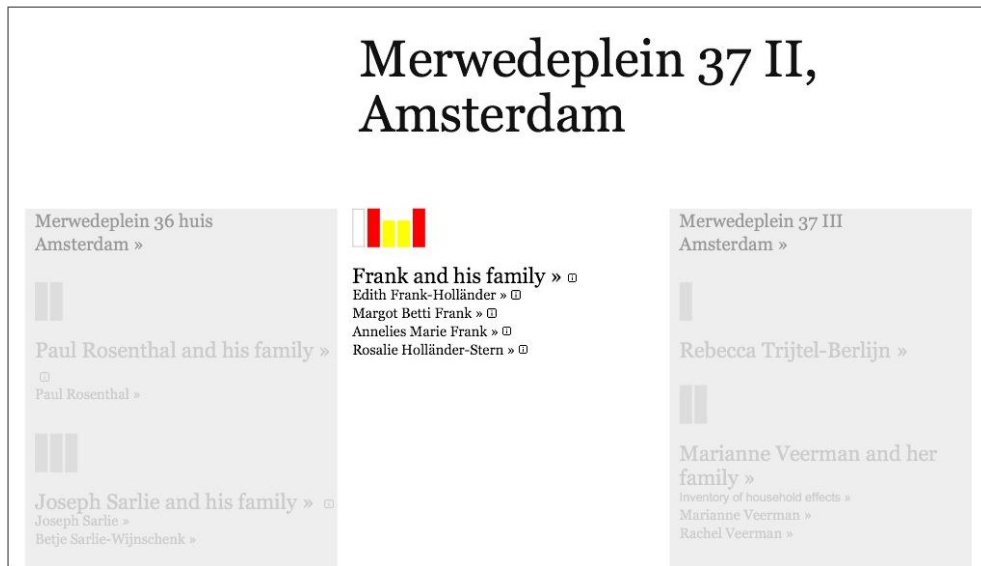 Merwedeplein 37 II,
Amsterdam
Merwedeplein 36 huis
Amsterdam »
Paul Rosenthal and his family »
Paul Rosenthal »
Joseph Sarlie and his family »
Joseph Sarlie »
Betje Sarlie-Wijnschenk »
Frank and his family »
Edith Frank-Holländer »
Margot Betti Frank »
Annelies Marie Frank »
Rosalie Holländer-Stern »
Merwedeplein 37 III
Amsterdam »
Rebecca Trijtel-Berlijn »
Marianne Veerman and her
family »
Inventory of household effects »
Marianne Veerman »
Rachel Veerman »